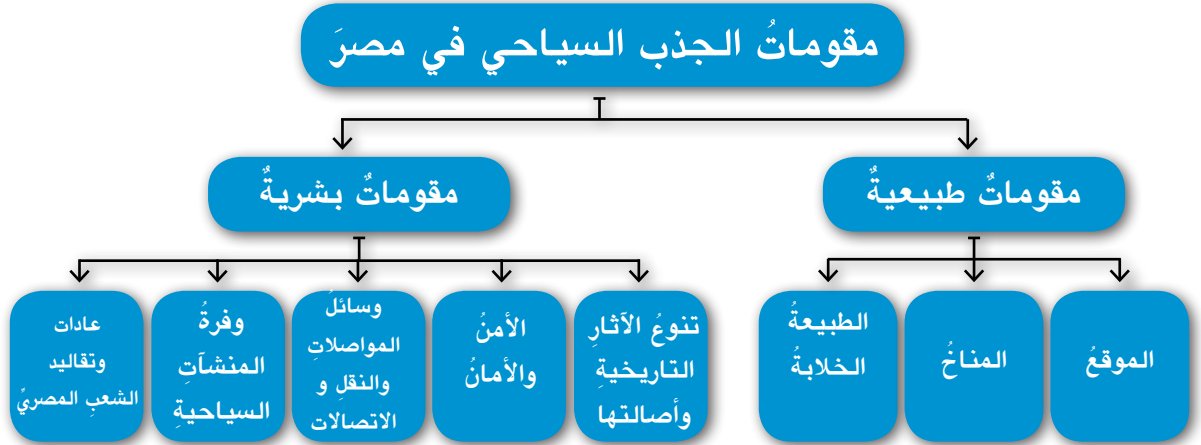 مقوماتُ الجذب السياحي في مصرَ
مقوماتٌ طبيعيةٌ
مقوماتٌ بشريةٌ
الموقعُ
المناخُ
الطبيعةُ
الخلابةُ
تنوعُ الآثارِ
التاريخيةِ
وأصالتها
الأمنُ
والأمانُ
وسائلُ
المواصلاتِ
والنقلِ و
الاتصالات
وفرةُ
المنشآتِ
السياحيةِ
عادات
وتقاليد
الشعبِ المصريِّ